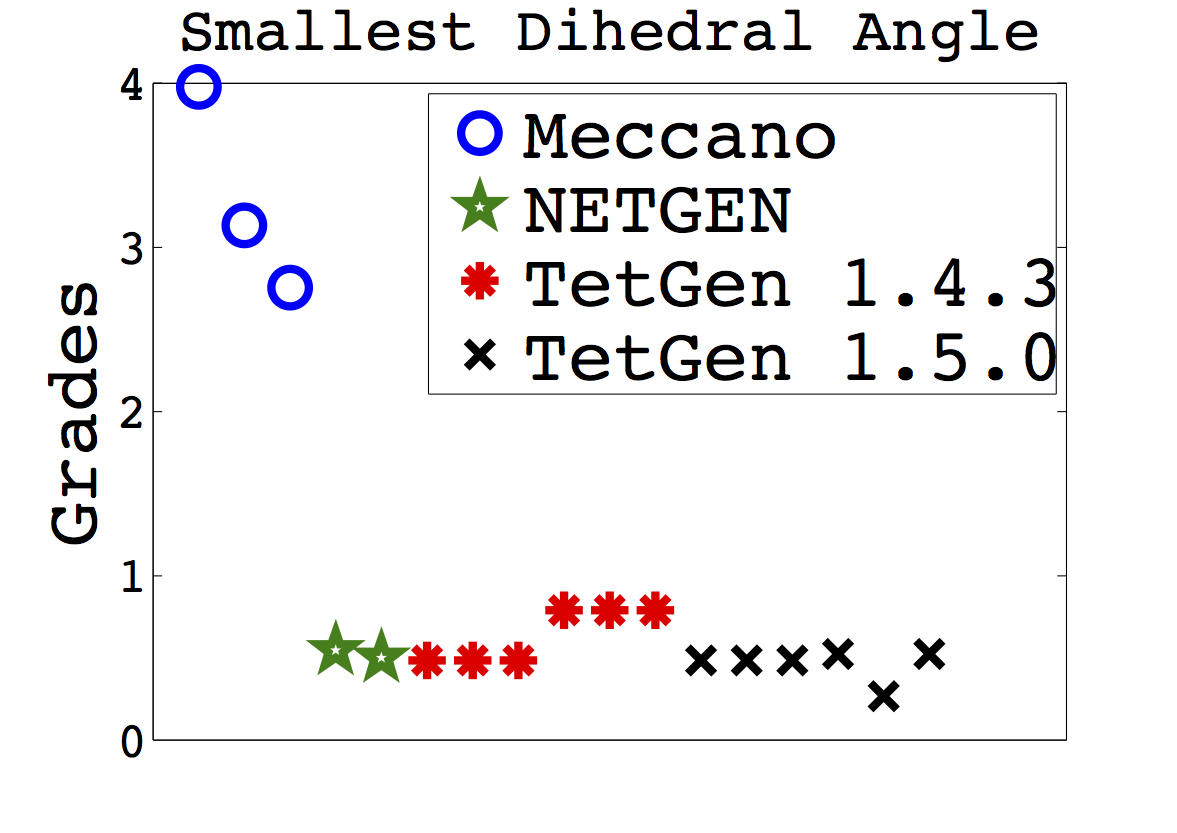 Smallest Dihedral Angle
4
3
2
1
0
Grades
Meccano
NETGEN
TetGen 1.4.3
TetGen 1.5.0